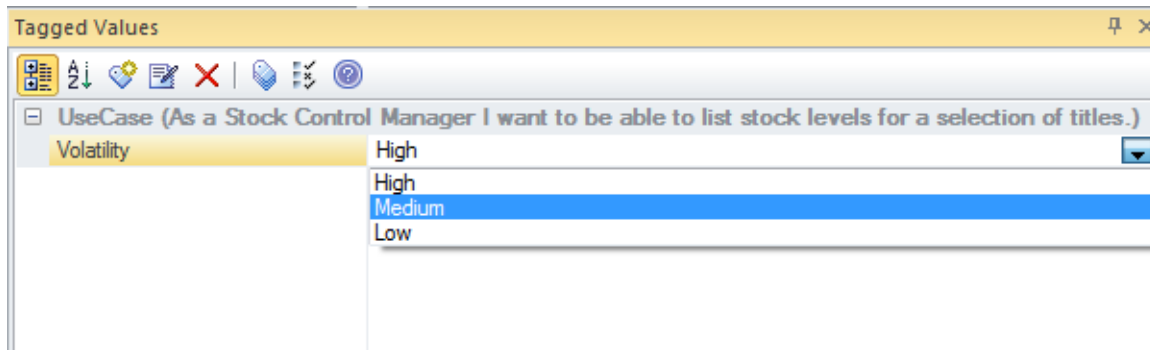 Tagged Values
UseCase (As a Stock Control Manager I want to be able to list stock levels for a selection of titles.)
Volatility High
High
Medium
Low